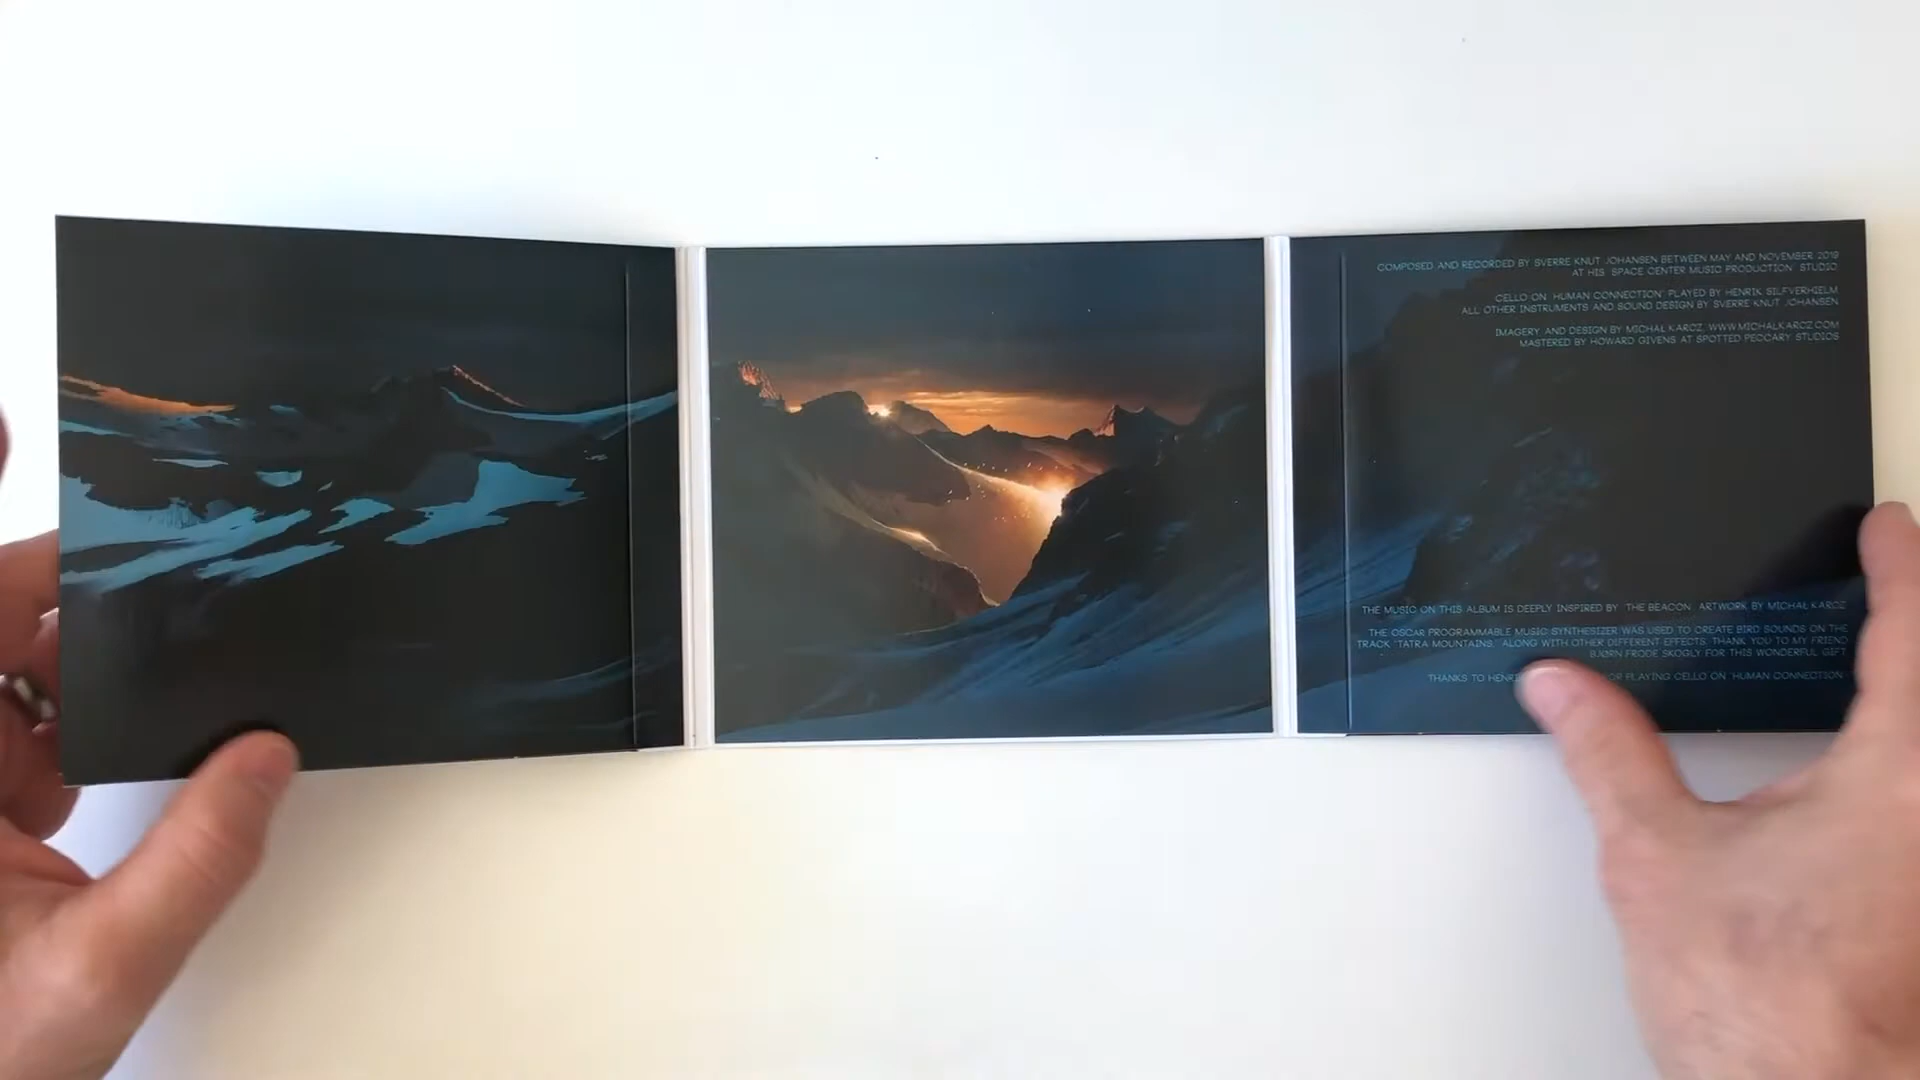 COMPOSED AND RECORDED BY SVERRE KNUT JOHANSEN BETWEEN MAY AND NOVEMBER 2019
AT HIS "SPACE CENTER MUSIC PRODUCTION" STUDIO
CELLO ON "HUMAN CONNECTION" PLAYED BY HENRIK SILFVERHIELM
ALL OTHER INSTRUMENTS AND SOUND DESIGN BY SVERRE KNUT JOHANSEN
IMAGERY AND DESIGN BY MICHAŁ KARCZ, WWW.MICHALKARCZ.COM
MASTERED BY HOWARD GIVENS AT SPOTTED PECCARY STUDIOS
THE MUSIC ON THIS ALBUM IS DEEPLY INSPIRED BY "THE BEACON" ARTWORK BY MICHAŁ KARCZ
THE OSCAR PROGRAMMABLE MUSIC SYNTHESIZER WAS USED TO CREATE BIRD SOUNDS ON THE
TRACK "TATRA MOUNTAINS," ALONG WITH OTHER DIFFERENT EFFECTS. THANK YOU TO MY FRIEND
BJØRN FRODE SKOGLY FOR THIS WONDERFUL GIFT
THANKS TO PLAYING CELLO ON "HUMAN CONNECTION"